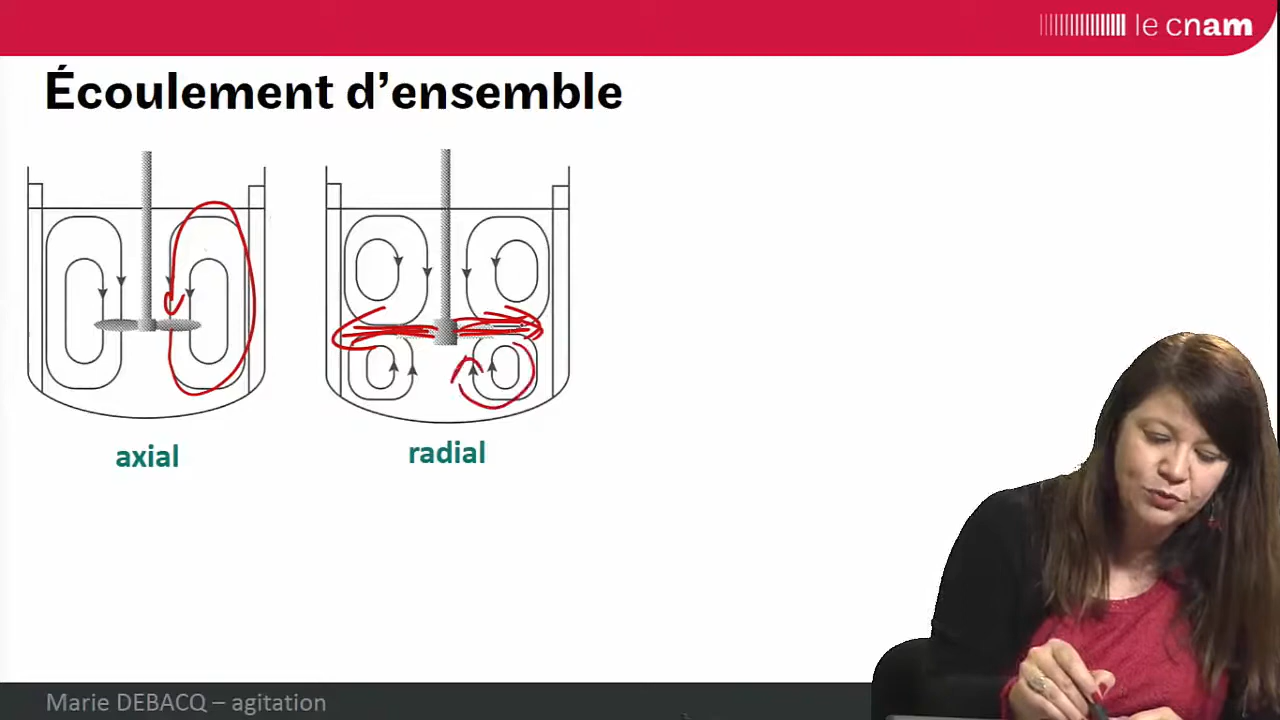 le cnam
Écoulement d'ensemble
axial
radial
Marie DEBACQ – agitation